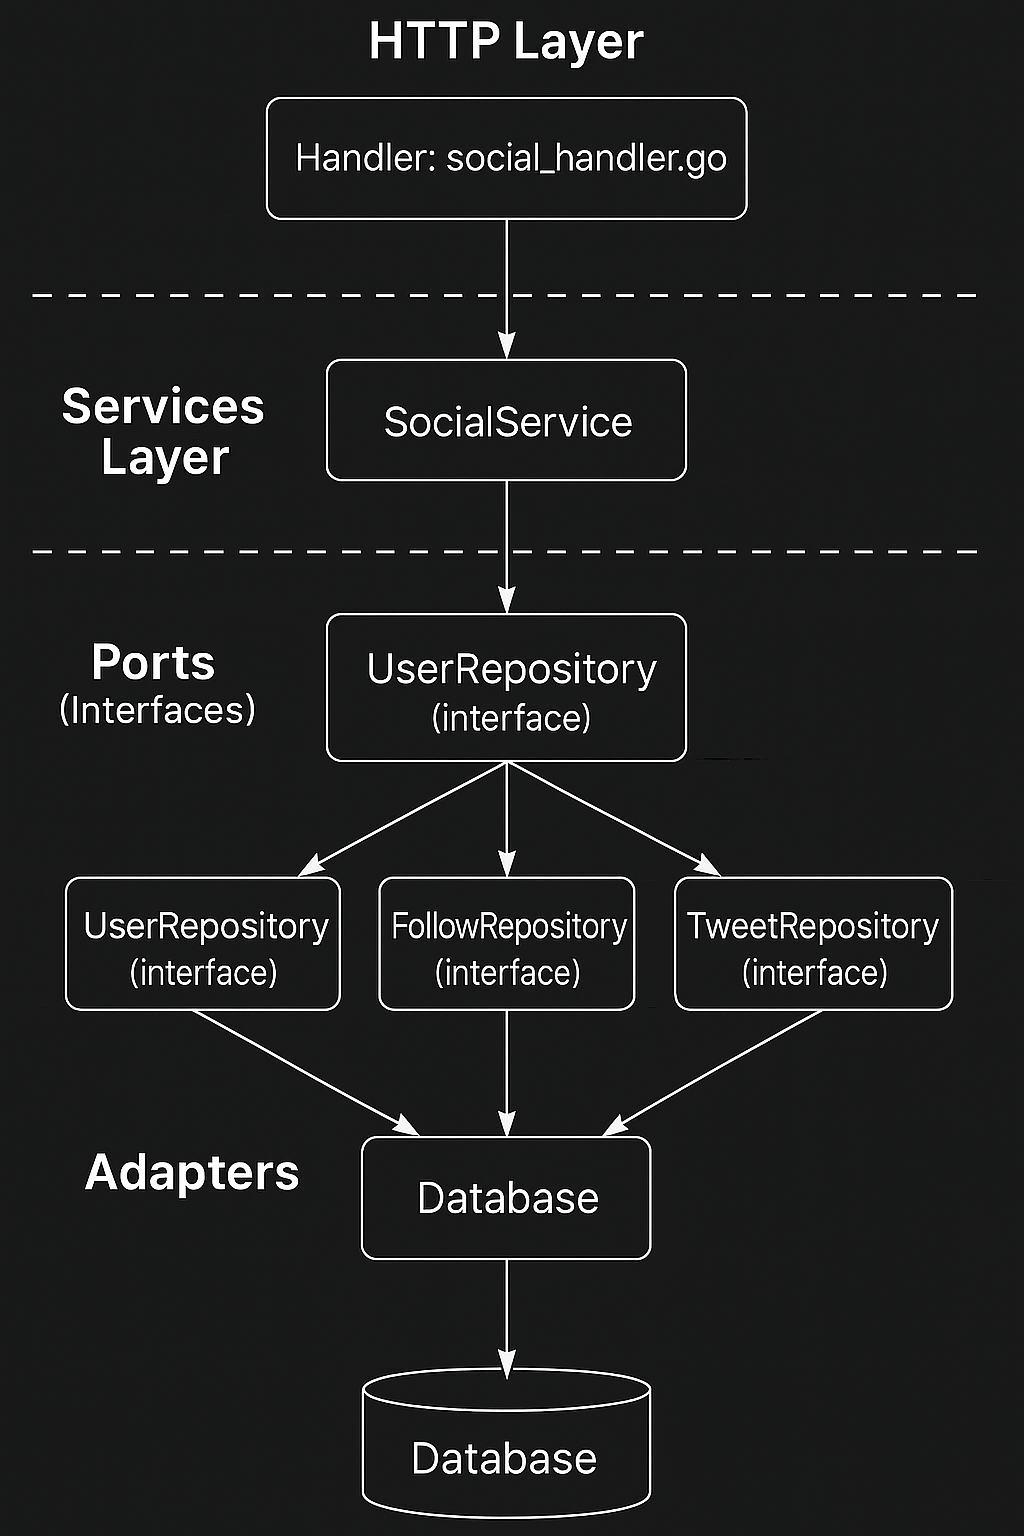 HTTP Layer
Handler: social_handler.go
Services
Layer
SocialService
Ports
(Interfaces)
UserRepository
(interface)
UserRepository
(interface)
FollowRepository
(interface)
TweetRepository
(interface)
Adapters
Database
Database